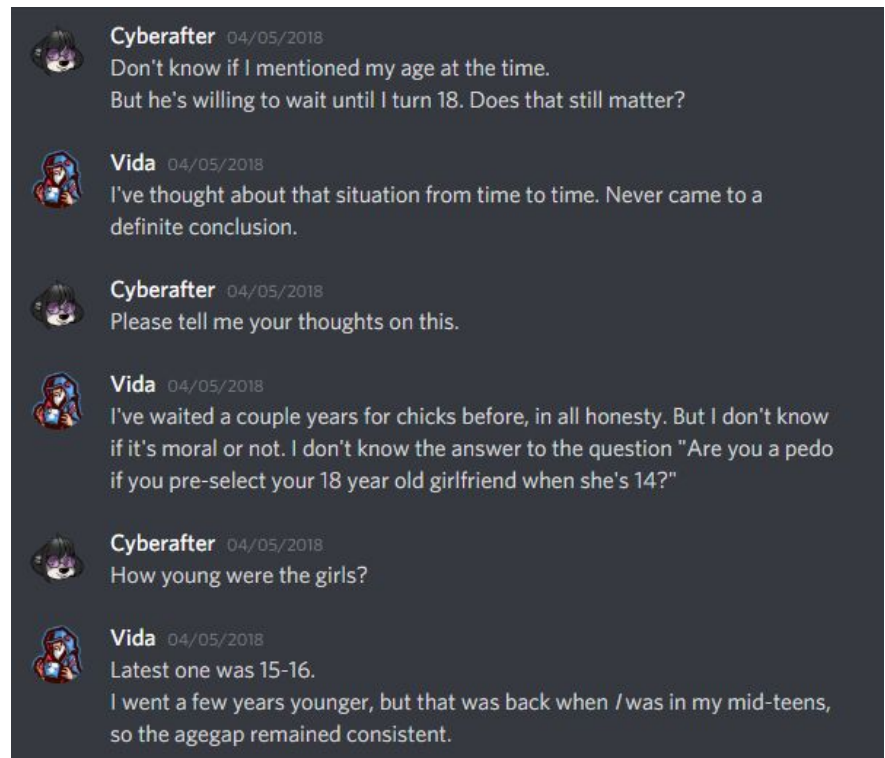 Cyberafter 04/05/2018
Don't know if I mentioned my age at the time.
But he's willing to wait until I turn 18. Does that still matter?
Vida 04/05/2018
I've thought about that situation from time to time. Never came to a
definite conclusion.
Cyberafter 04/05/2018
Please tell me your thoughts on this.
Vida 04/05/2018
I've waited a couple years for chicks before, in all honesty. But I don't know
if it's moral or not. I don't know the answer to the question "Are you a pedo
if you pre-select your 18 year old girlfriend when she's 14?"
Cyberafter 04/05/2018
How young were the girls?
Vida 04/05/2018
Latest one was 15-16.
I went a few years younger, but that was back when I was in my mid-teens,
so the agegap remained consistent.